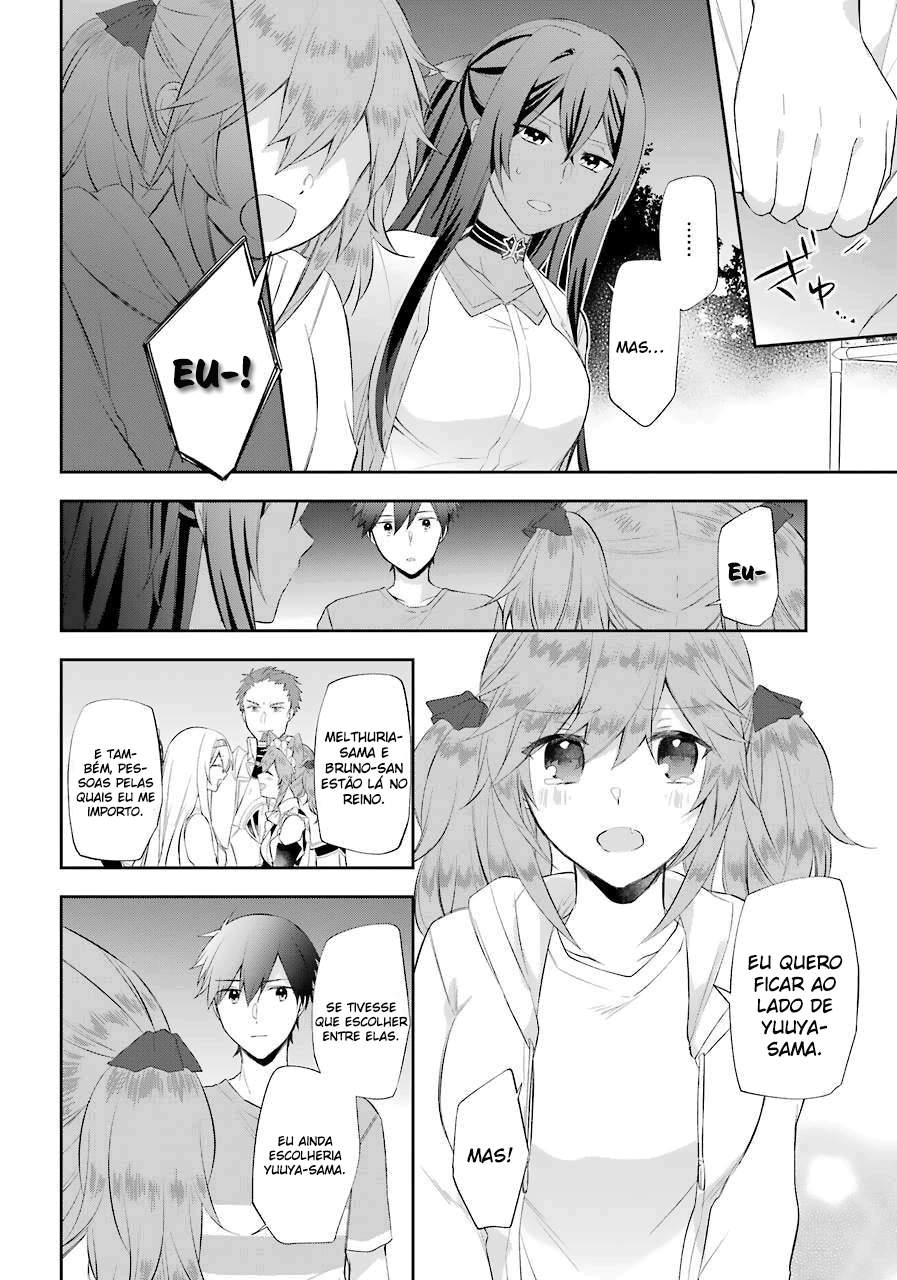 ぎゅ...
......
MAS...
EU-!
EU-
EU QUERO
FICAR AO
LADO DE
YUUYA-
SAMA.
MAS!
MELTHURIA-
SAMA E
BRUNO-SAN
ESTÃO LÁ NO
REINO.
E TAM-
BÉM, PES-
SOAS PELAS
QUAIS EU ME
IMPORTO.
SE TIVESSE
QUE ESCOLHER
ENTRE ELAS.
EU AINDA
ESCOLHERIA
YUUYA-SAMA.